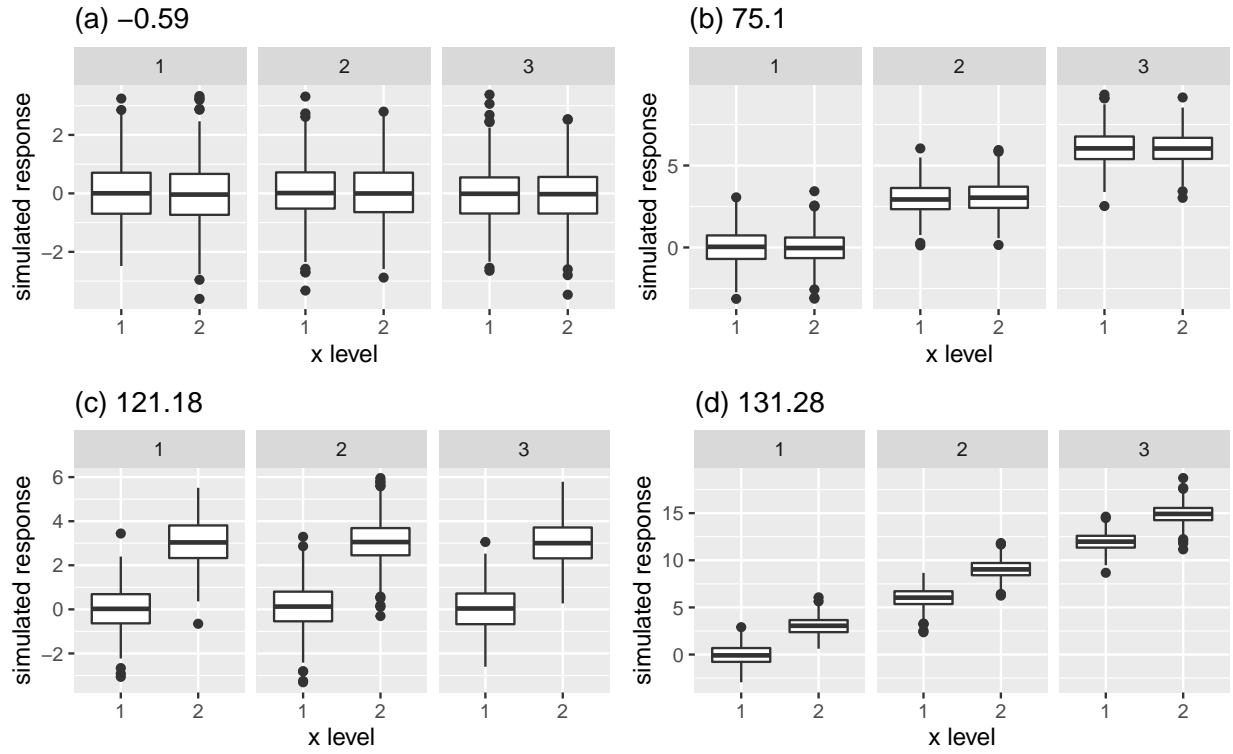 (a) −0.59
1 2 3
simulated response
2
0
−2
1 2 1 2 1 2
x level
(b) 75.1
1 2 3
simulated response
5
0
1 2 1 2 1 2
x level
(c) 121.18
1 2 3
simulated response
6
4
2
0
−2
1 2 1 2 1 2
x level
(d) 131.28
1 2 3
simulated response
15
10
5
0
1 2 1 2 1 2
x level